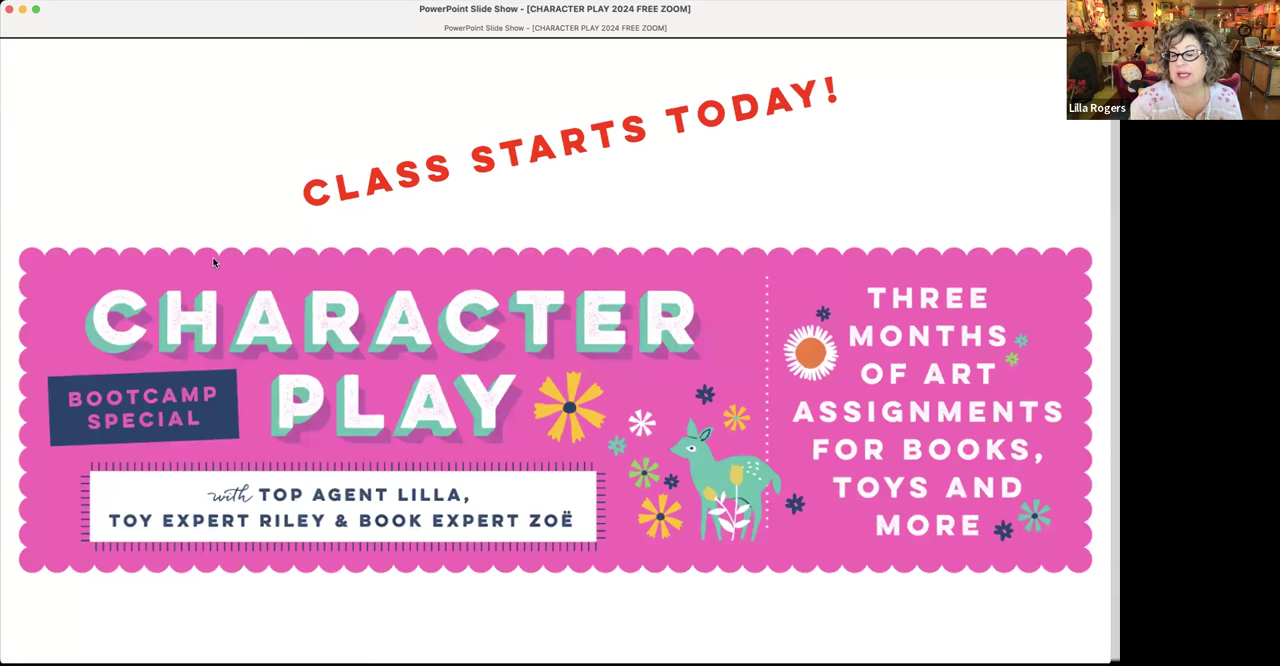 PowerPoint Slide Show - [CHARACTER PLAY 2024 FREE ZOOM]
PowerPoint Slide Show - [CHARACTER PLAY 2024 FREE ZOOM]
Lilla Rogers
CLASS STARTS TODAY!
CHARACTER
PLAY
BOOTCAMP
SPECIAL
with TOP AGENT LILLA,
TOY EXPERT RILEY & BOOK EXPERT ZOË
THREE
MONTHS
OF ART
ASSIGNMENTS
FOR BOOKS,
TOYS AND
MORE